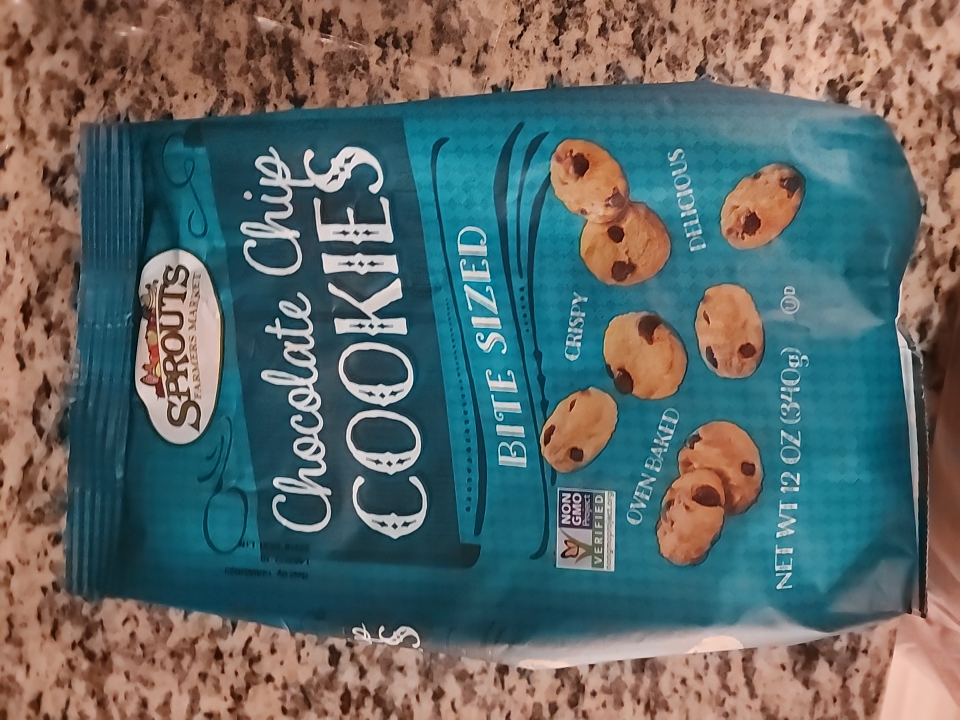 SPROUTS
FARMERS MARKET
Chocolate Chip
COOKIES
BITE SIZED
CRISPY
DELICIOUS
OVEN BAKED
NON
GMO
Project
VERIFIED
NET WT 12 OZ (340g)
U D